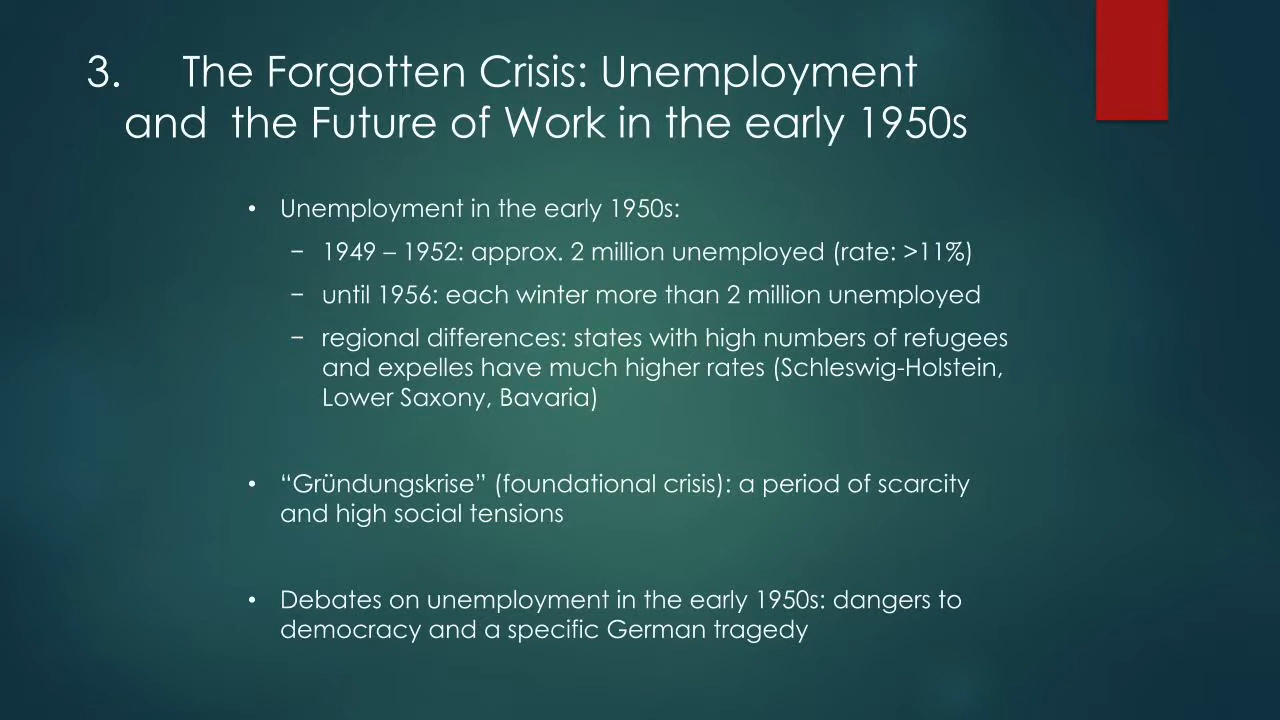 3. The Forgotten Crisis: Unemployment
and the Future of Work in the early 1950s
• Unemployment in the early 1950s:
− 1949 – 1952: approx. 2 million unemployed (rate: >11%)
− until 1956: each winter more than 2 million unemployed
− regional differences: states with high numbers of refugees
and expelles have much higher rates (Schleswig-Holstein,
Lower Saxony, Bavaria)
• “Gründungskrise” (foundational crisis): a period of scarcity
and high social tensions
• Debates on unemployment in the early 1950s: dangers to
democracy and a specific German tragedy